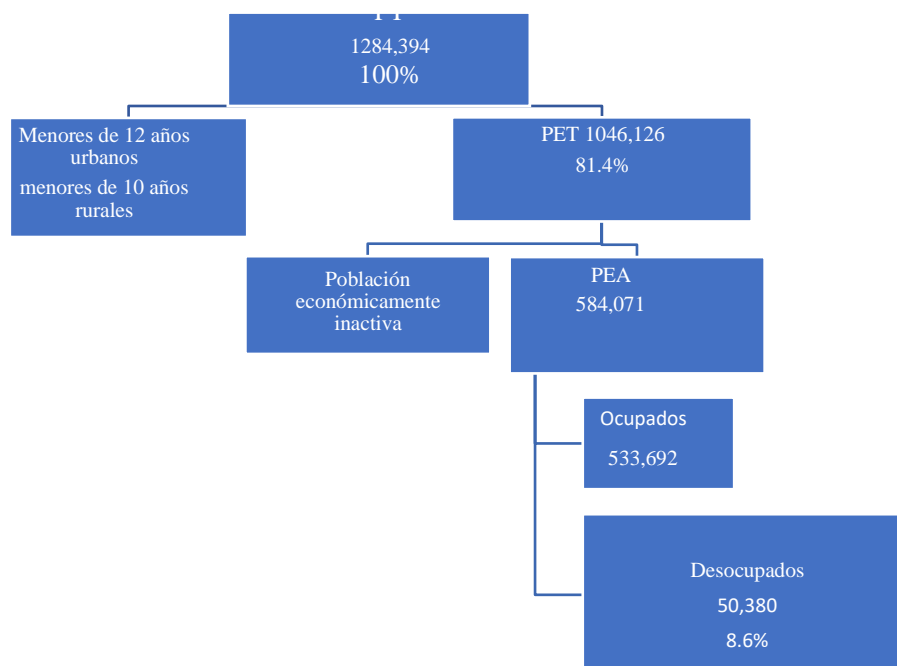 1284,394
100%
Menores de 12 años
urbanos
menores de 10 años
rurales
PET 1046,126
81.4%
Población
económicamente
inactiva
PEA
584,071
Ocupados
533,692
Desocupados
50,380
8.6%